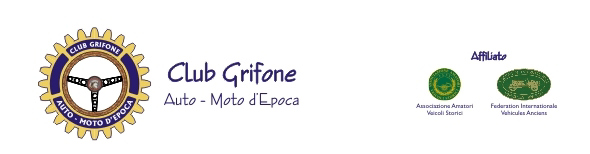 CLUB GRIFONE
AUTO - MOTO D'EPOCA
Club Grifone
Auto - Moto d'Epoca
Affiliato
Associazione Amatori
Veicoli Storici
Federation Internationale
Vehicules Anciens